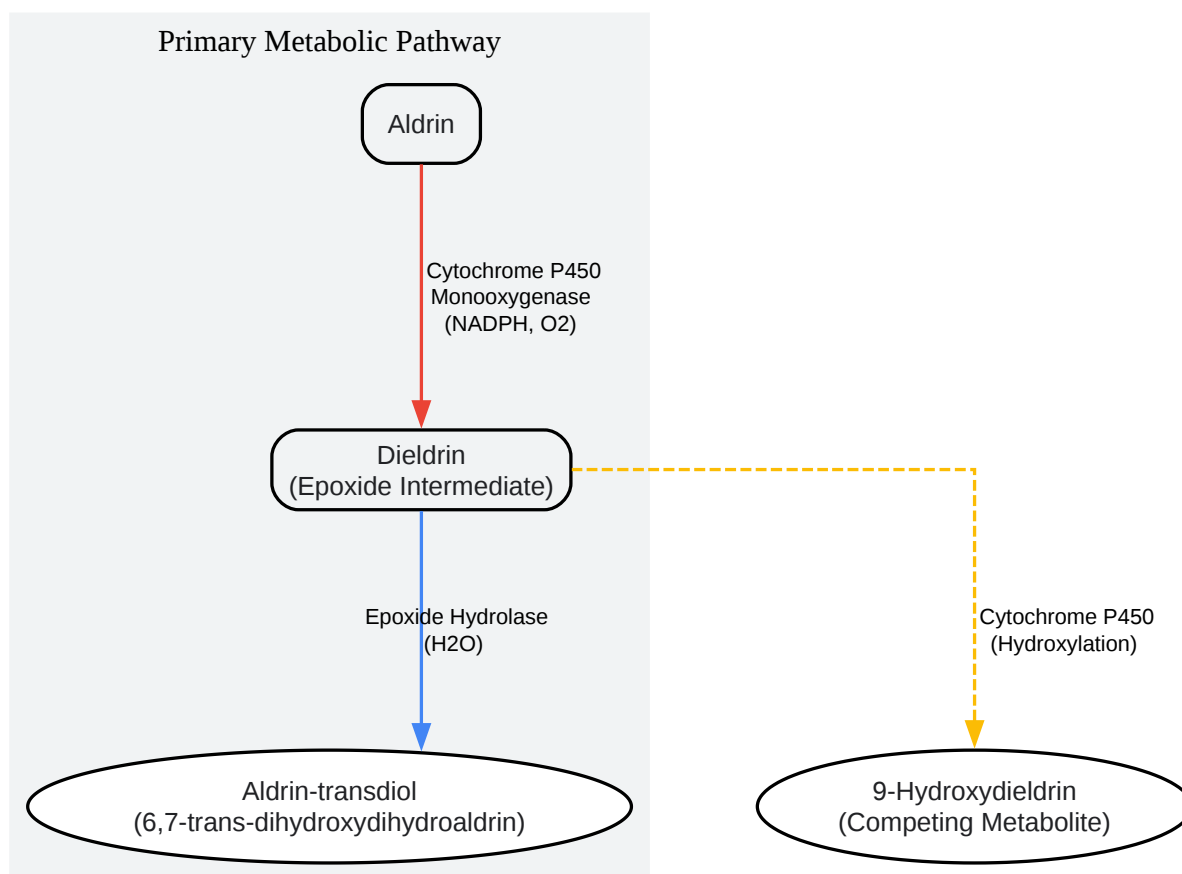 Primary Metabolic Pathway
Aldrin
Cytochrome P450
Monooxygenase
(NADPH, O2)
Dieldrin
(Epoxide Intermediate)
Epoxide Hydrolase
(H2O)
Cytochrome P450
(Hydroxylation)
Aldrin-transdiol
(6,7-trans-dihydroxydihydroaldrin)
9-Hydroxydieldrin
(Competing Metabolite)